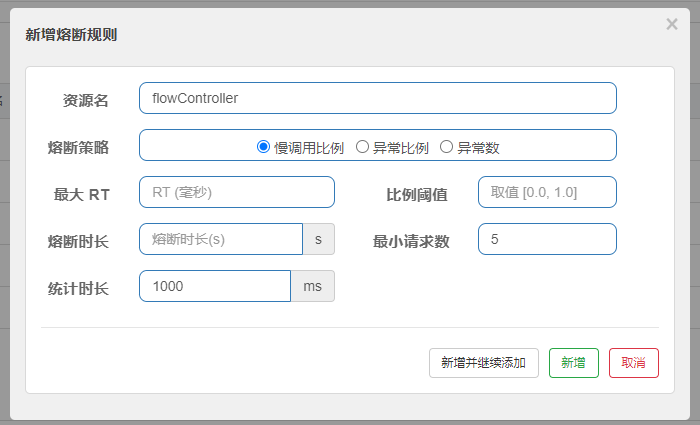 新增熔断规则
×
资源名 flowController
熔断策略 慢调用比例 异常比例 异常数
最大 RT RT (毫秒) 比例阈值 取值 [0.0, 1.0]
熔断时长 熔断时长(s) s 最小请求数 5
统计时长 1000 ms
新增并继续添加 新增 取消